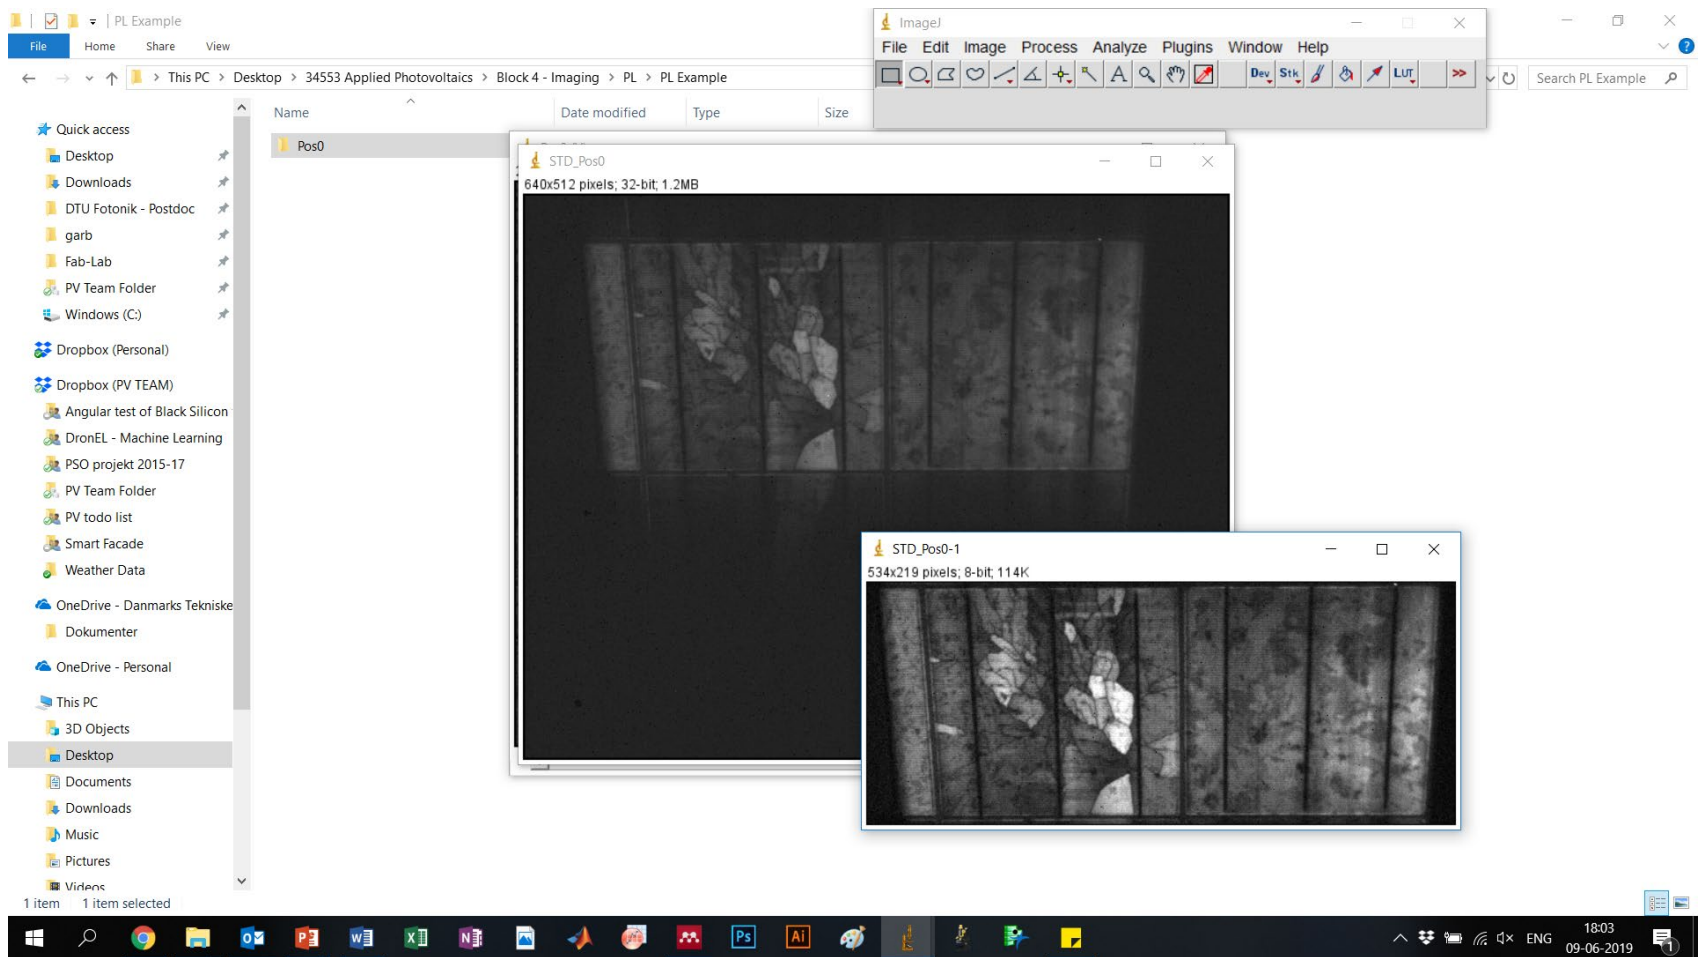 PL Example
File Home Share View
This PC > Desktop > 34553 Applied Photovoltaics > Block 4 - Imaging > PL > PL Example
Search PL Example
ImageJ
File Edit Image Process Analyze Plugins Window Help
A Dev Stk LUT >>
Name Date modified Type Size
Pos0
Quick access
Desktop
Downloads
DTU Fotonik - Postdoc
garb
Fab-Lab
PV Team Folder
Windows (C:)
Dropbox (Personal)
Dropbox (PV TEAM)
Angular test of Black Silicon
DronEL - Machine Learning
PSO projekt 2015-17
PV Team Folder
PV todo list
Smart Facade
Weather Data
OneDrive - Danmarks Tekniske
Dokumenter
OneDrive - Personal
This PC
3D Objects
Desktop
Documents
Downloads
Music
Pictures
Videos
1 item 1 item selected
STD_Pos0
640x512 pixels; 32-bit; 1.2MB
STD_Pos0-1
534x219 pixels; 8-bit; 114K
Ps Ai
ENG
18:03
09-06-2019
1